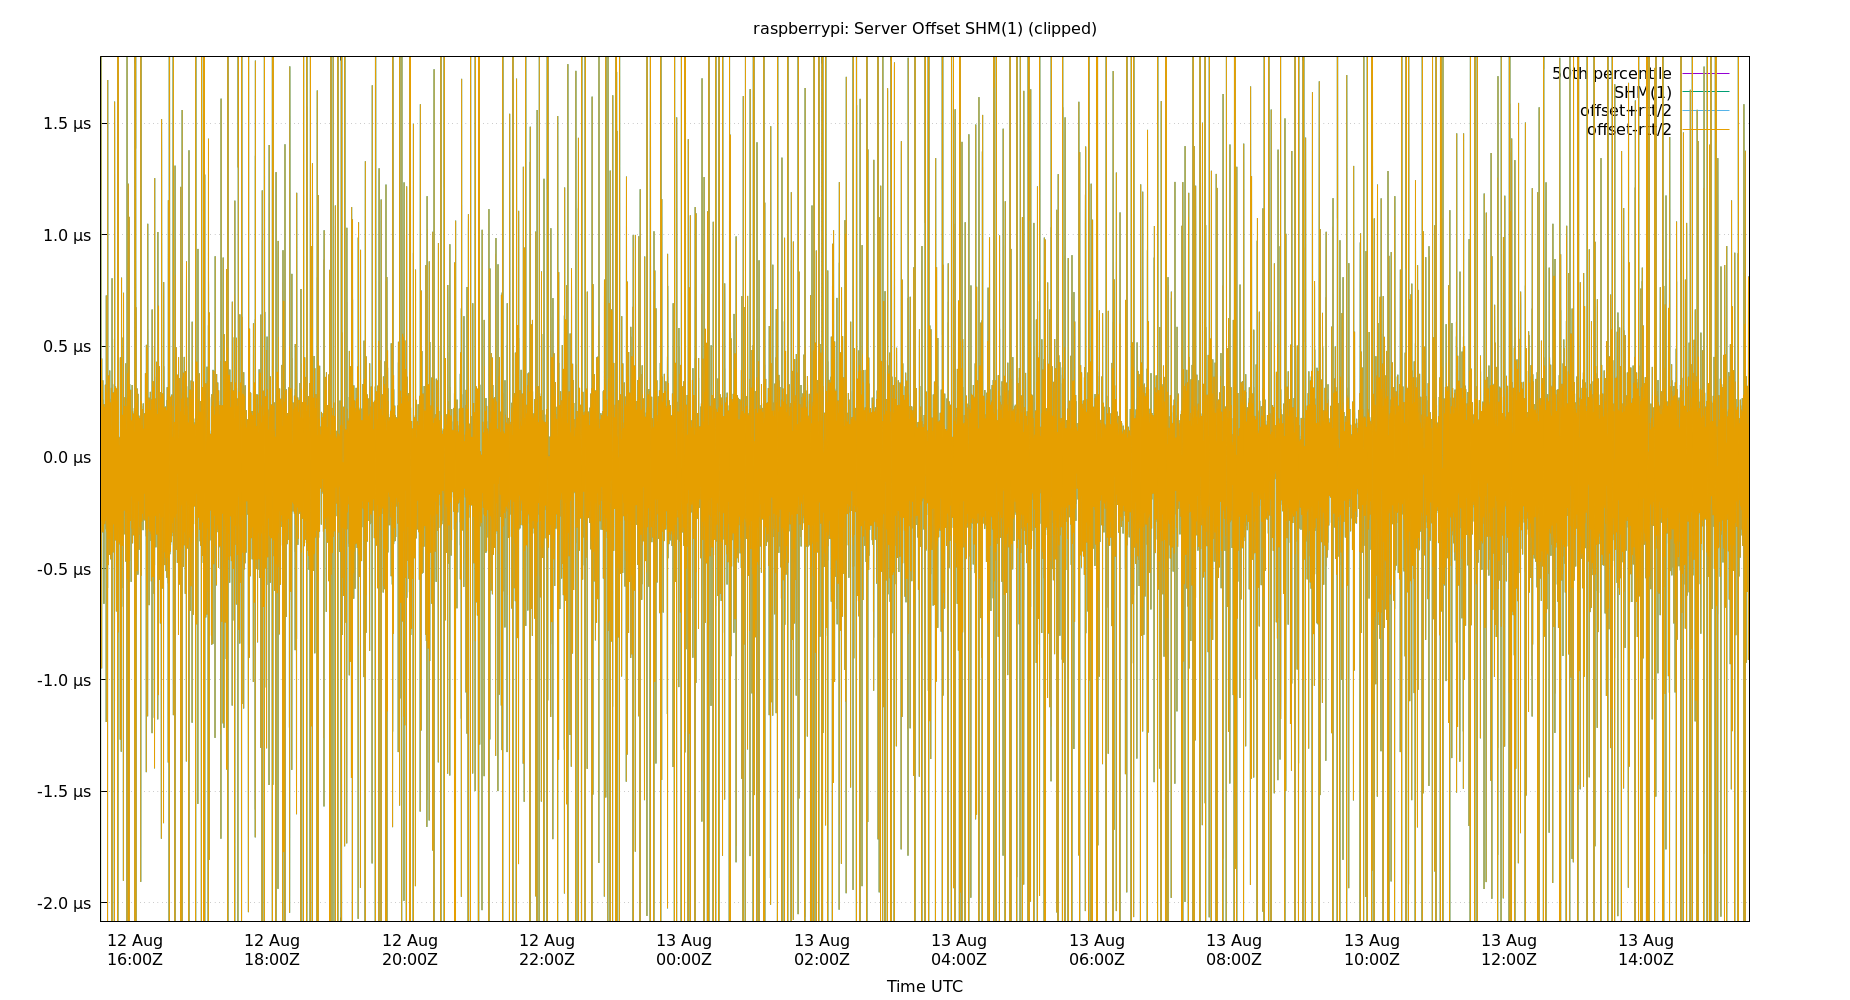 raspberrypi: Server Offset SHM(1) (clipped)
50th percentile
SHM(1)
offset+rtt/2
offset-rtt/2
1.5 µs
1.0 µs
0.5 µs
0.0 µs
-0.5 µs
-1.0 µs
-1.5 µs
-2.0 µs
12 Aug 12 Aug 12 Aug 12 Aug 13 Aug 13 Aug 13 Aug 13 Aug 13 Aug 13 Aug 13 Aug 13 Aug
16:00Z 18:00Z 20:00Z 22:00Z 00:00Z 02:00Z 04:00Z 06:00Z 08:00Z 10:00Z 12:00Z 14:00Z
Time UTC